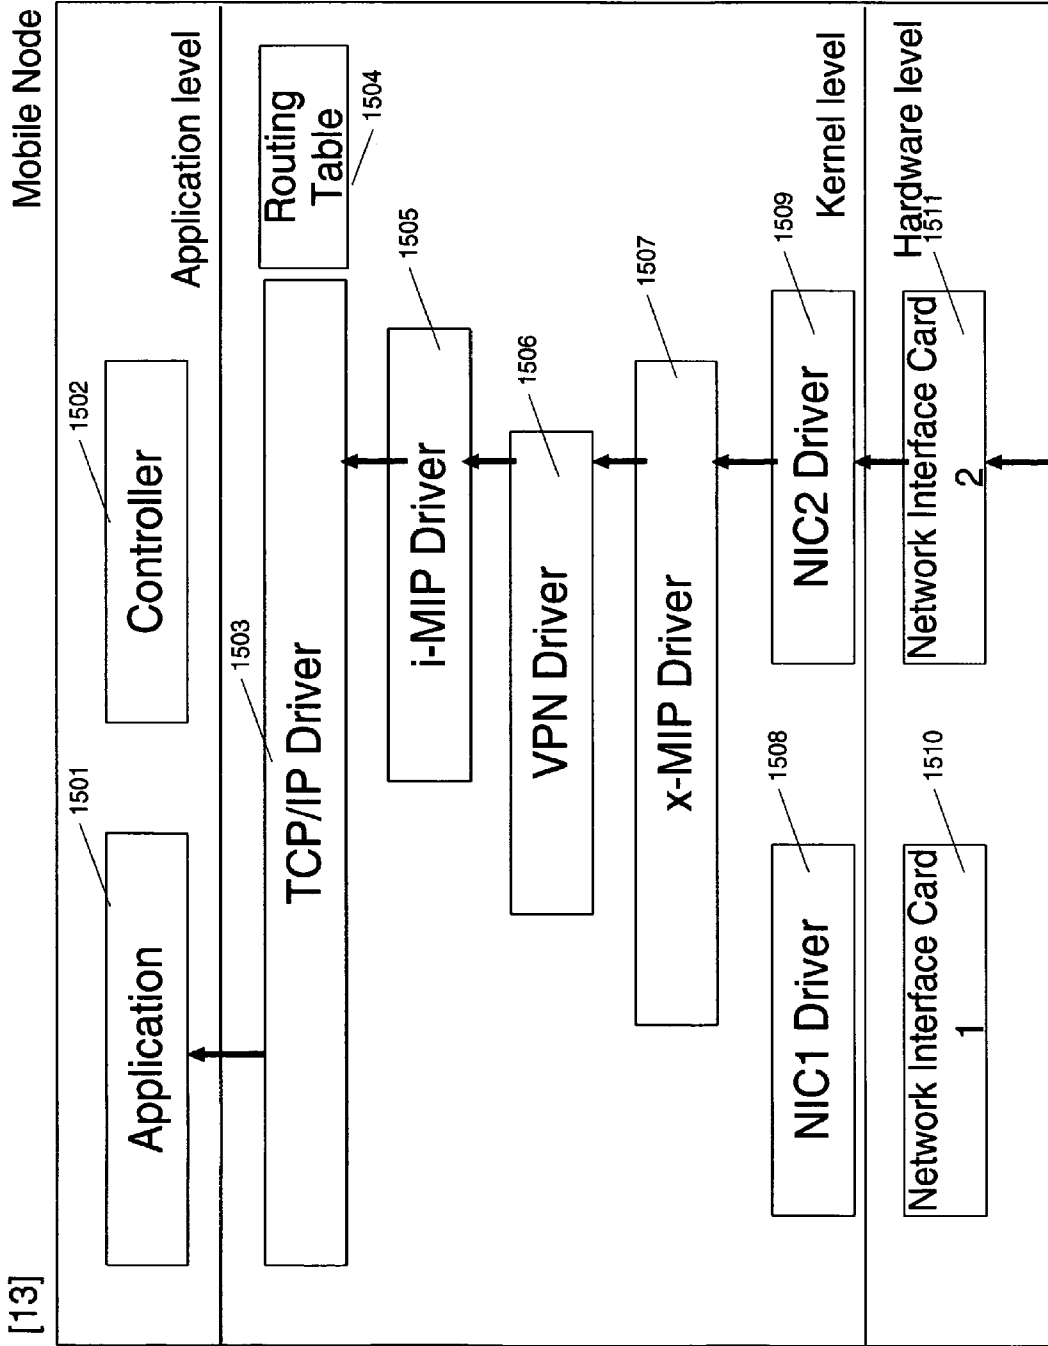 [13]
Mobile Node
Application level
1501
Application
1502
Controller
1503
TCP/IP Driver
Routing
Table
1504
1505
i-MIP Driver
1506
VPN Driver
1507
x-MIP Driver
1508
NIC1 Driver
1509
NIC2 Driver
Kernel level
Hardware level
1510
Network Interface Card
1
1511
Network Interface Card
2